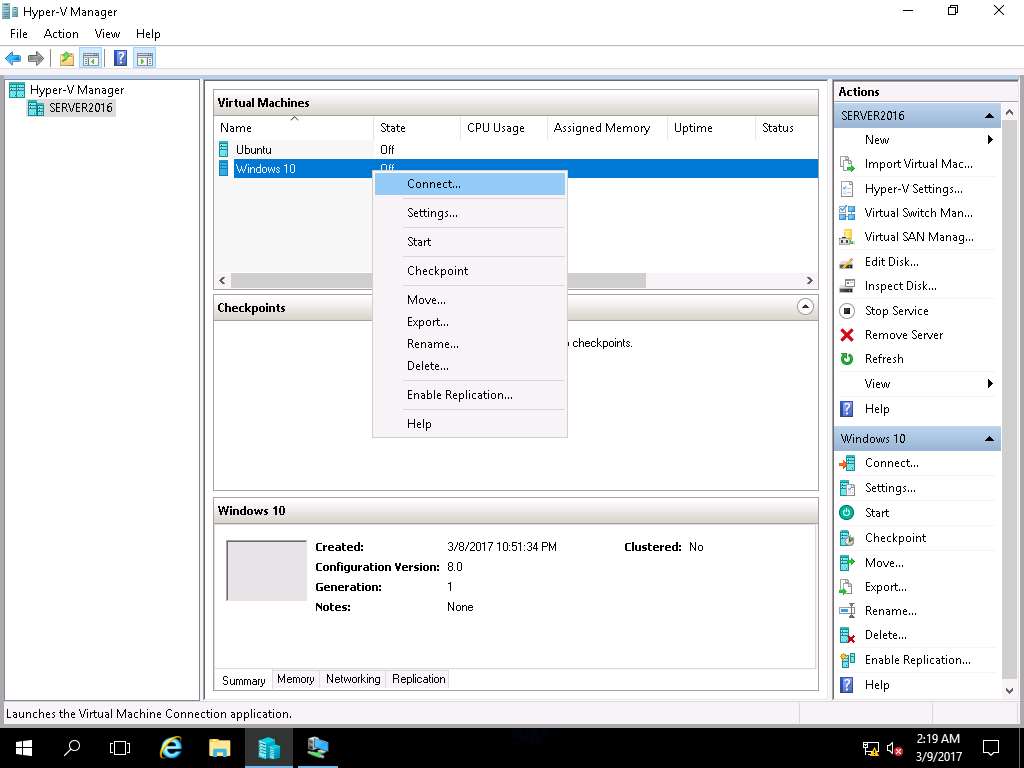 Hyper-V Manager
File Action View Help
Hyper-V Manager
SERVER2016
Virtual Machines
Name State CPU Usage Assigned Memory Uptime Status
Ubuntu Off
Windows 10 Off
Connect...
Settings...
Start
Checkpoint
Move...
Export...
Rename...
Delete...
Enable Replication...
Help
Checkpoints
checkpoints.
Windows 10
Created: 3/8/2017 10:51:34 PM Clustered: No
Configuration Version: 8.0
Generation: 1
Notes: None
Summary Memory Networking Replication
Actions
SERVER2016
New
Import Virtual Mac...
Hyper-V Settings...
Virtual Switch Man...
Virtual SAN Manag...
Edit Disk...
Inspect Disk...
Stop Service
Remove Server
Refresh
View
Help
Windows 10
Connect...
Settings...
Start
Checkpoint
Move...
Export...
Rename...
Delete...
Enable Replication...
Help
Launches the Virtual Machine Connection application.
2:19 AM
3/9/2017